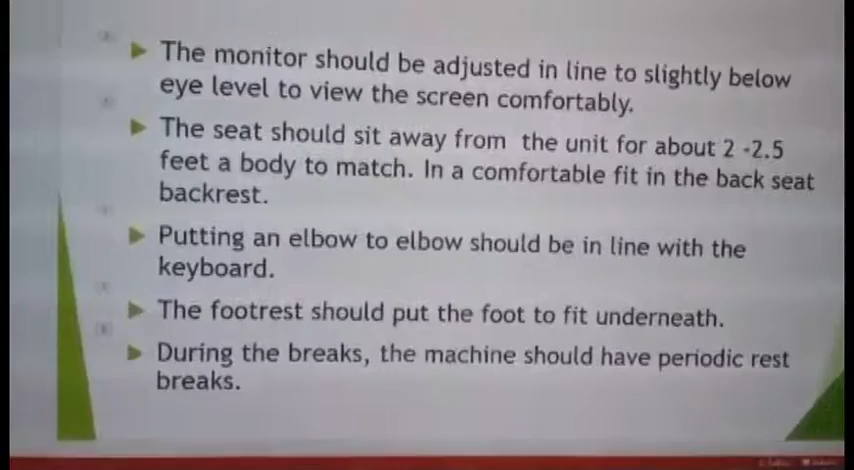 The monitor should be adjusted in line to slightly below
eye level to view the screen comfortably.
The seat should sit away from the unit for about 2 -2.5
feet a body to match. In a comfortable fit in the back seat
backrest.
Putting an elbow to elbow should be in line with the
keyboard.
The footrest should put the foot to fit underneath.
During the breaks, the machine should have periodic rest
breaks.